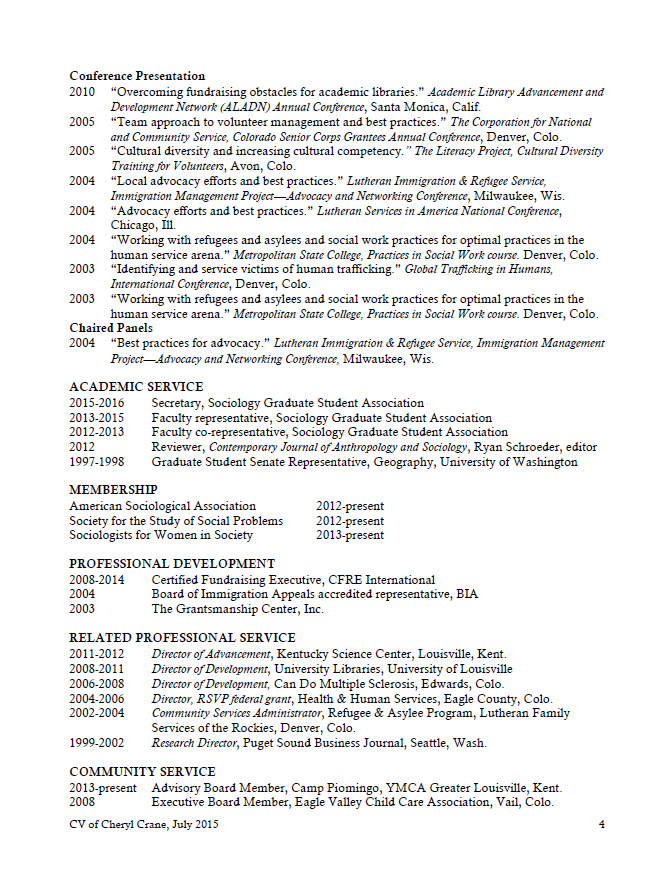 Conference Presentation
2010 “Overcoming fundraising obstacles for academic libraries.” Academic Library Advancement and
Development Network (ALADN) Annual Conference, Santa Monica, Calif.
2005 “Team approach to volunteer management and best practices.” The Corporation for National
and Community Service, Colorado Senior Corps Grantees Annual Conference, Denver, Colo.
2005 “Cultural diversity and increasing cultural competency.” The Literacy Project, Cultural Diversity
Training for Volunteers, Avon, Colo.
2004 “Local advocacy efforts and best practices.” Lutheran Immigration & Refugee Service,
Immigration Management Project—Advocacy and Networking Conference, Milwaukee, Wis.
2004 “Advocacy efforts and best practices.” Lutheran Services in America National Conference,
Chicago, Ill.
2004 “Working with refugees and asylees and social work practices for optimal practices in the
human service arena.” Metropolitan State College, Practices in Social Work course. Denver, Colo.
2003 “Identifying and service victims of human trafficking.” Global Trafficking in Humans,
International Conference, Denver, Colo.
2003 “Working with refugees and asylees and social work practices for optimal practices in the
human service arena.” Metropolitan State College, Practices in Social Work course. Denver, Colo.
Chaired Panels
2004 “Best practices for advocacy.” Lutheran Immigration & Refugee Service, Immigration Management
Project—Advocacy and Networking Conference, Milwaukee, Wis.
ACADEMIC SERVICE
2015-2016 Secretary, Sociology Graduate Student Association
2013-2015 Faculty representative, Sociology Graduate Student Association
2012-2013 Faculty co-representative, Sociology Graduate Student Association
2012 Reviewer, Contemporary Journal of Anthropology and Sociology, Ryan Schroeder, editor
1997-1998 Graduate Student Senate Representative, Geography, University of Washington
MEMBERSHIP
American Sociological Association 2012-present
Society for the Study of Social Problems 2012-present
Sociologists for Women in Society 2013-present
PROFESSIONAL DEVELOPMENT
2008-2014 Certified Fundraising Executive, CFRE International
2004 Board of Immigration Appeals accredited representative, BIA
2003 The Grantsmanship Center, Inc.
RELATED PROFESSIONAL SERVICE
2011-2012 Director of Advancement, Kentucky Science Center, Louisville, Kent.
2008-2011 Director of Development, University Libraries, University of Louisville
2006-2008 Director of Development, Can Do Multiple Sclerosis, Edwards, Colo.
2004-2006 Director, RSVP federal grant, Health & Human Services, Eagle County, Colo.
2002-2004 Community Services Administrator, Refugee & Asylee Program, Lutheran Family
Services of the Rockies, Denver, Colo.
1999-2002 Research Director, Puget Sound Business Journal, Seattle, Wash.
COMMUNITY SERVICE
2013-present Advisory Board Member, Camp Piomingo, YMCA Greater Louisville, Kent.
2008 Executive Board Member, Eagle Valley Child Care Association, Vail, Colo.
CV of Cheryl Crane, July 2015 4